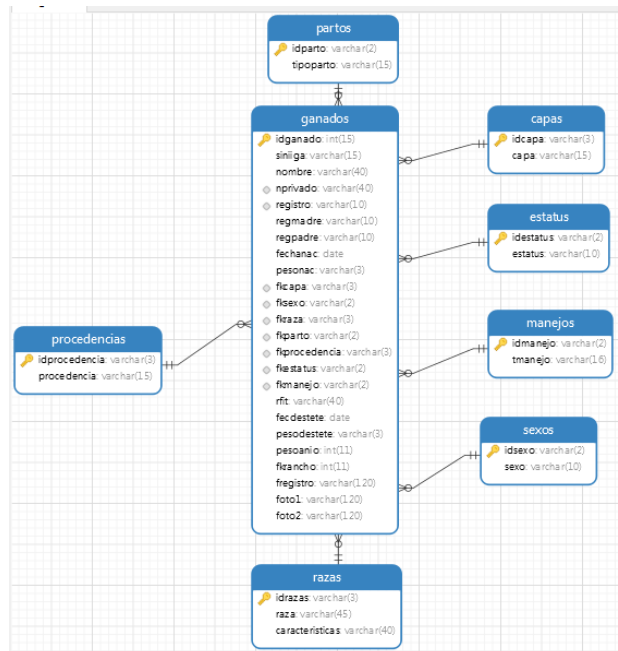 partos
idparto: varchar(2)
tipoparto: varchar(15)
ganados
idganado: int(15)
siniiga: varchar(15)
nombre: varchar(40)
nprivado: varchar(40)
registro: varchar(10)
regmadre: varchar(10)
regpadre: varchar(10)
fechanac: date
pesonac: varchar(3)
fkcapa: varchar(3)
fksexo: varchar(2)
fkraza: varchar(3)
fkparto: varchar(2)
fkprocedencia: varchar(3)
fkestatus: varchar(2)
fkmanejo: varchar(2)
rfit: varchar(40)
fecdestete: date
pesodestete: varchar(3)
pesoanio: int(11)
fkrancho: int(11)
fregistro: varchar(120)
foto1: varchar(120)
foto2: varchar(120)
capas
idcapa: varchar(3)
capa: varchar(15)
estatus
idestatus: varchar(2)
estatus: varchar(10)
manejos
idmanejo: varchar(2)
tmanejo: varchar(16)
sexos
idsexo: varchar(2)
sexo: varchar(10)
procedencias
idprocedencia: varchar(3)
procedencia: varchar(15)
razas
idrazas: varchar(3)
raza: varchar(45)
caracteristicas: varchar(40)